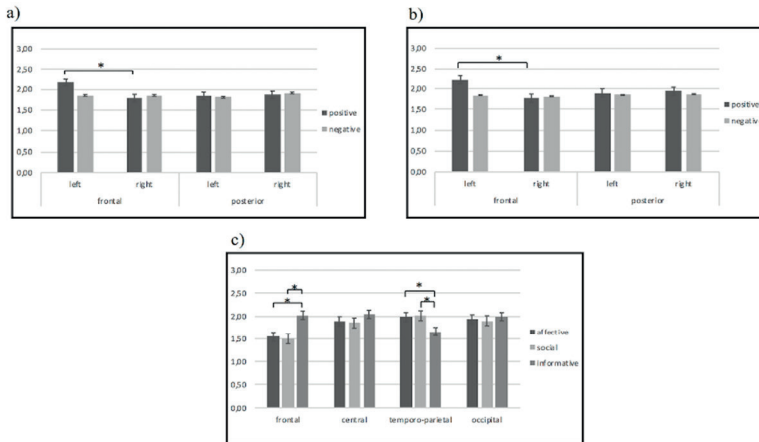 a)
*
3,00
2,50
2,00
1,50
1,00
0,50
0,00
left right left right
frontal posterior
positive
negative
b)
*
3,00
2,50
2,00
1,50
1,00
0,50
0,00
left right left right
frontal posterior
positive
negative
c)
* *
* *
3,00
2,50
2,00
1,50
1,00
0,50
0,00
frontal central temporo-parietal occipital
affective
social
informative